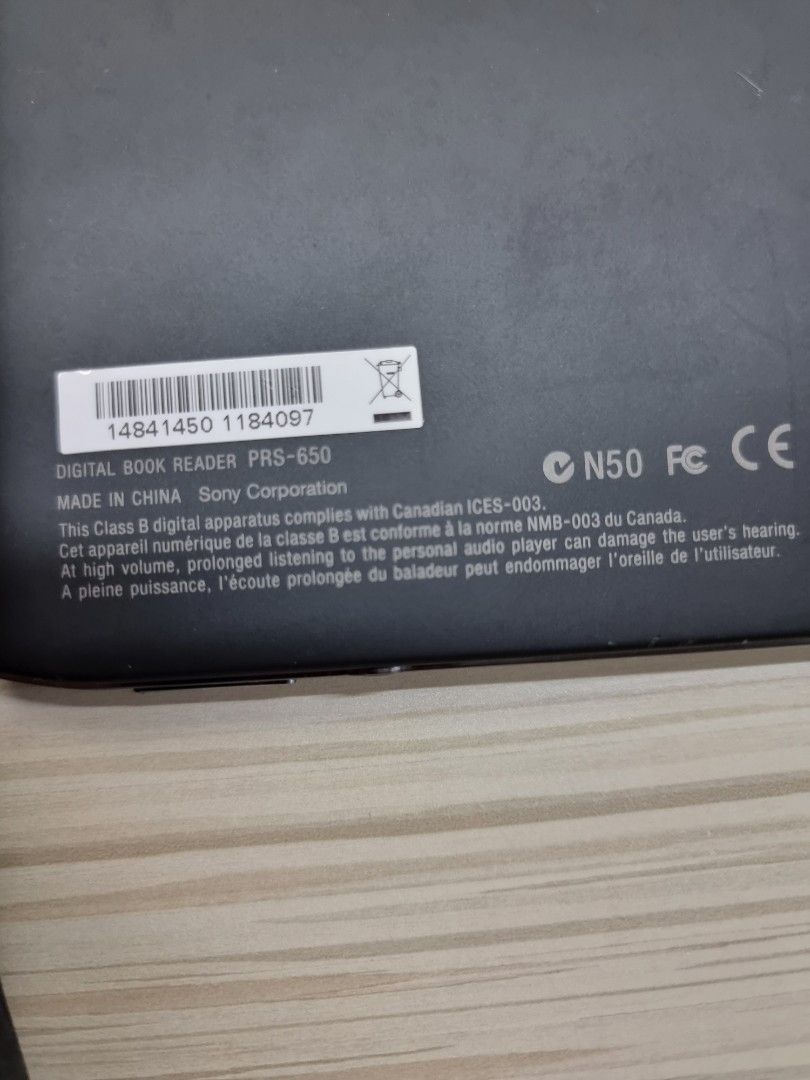 14841450 1184097
DIGITAL BOOK READER PRS-650
N50 FC CE
MADE IN CHINA Sony Corporation
This Class B digital apparatus complies with Canadian ICES-003.
Cet appareil numérique de la classe B est conforme à la norme NMB-003 du Canada.
At high volume, prolonged listening to the personal audio player can damage the user's hearing.
A pleine puissance, l'écoute prolongée du baladeur peut endommager l'oreille de l'utilisateur.